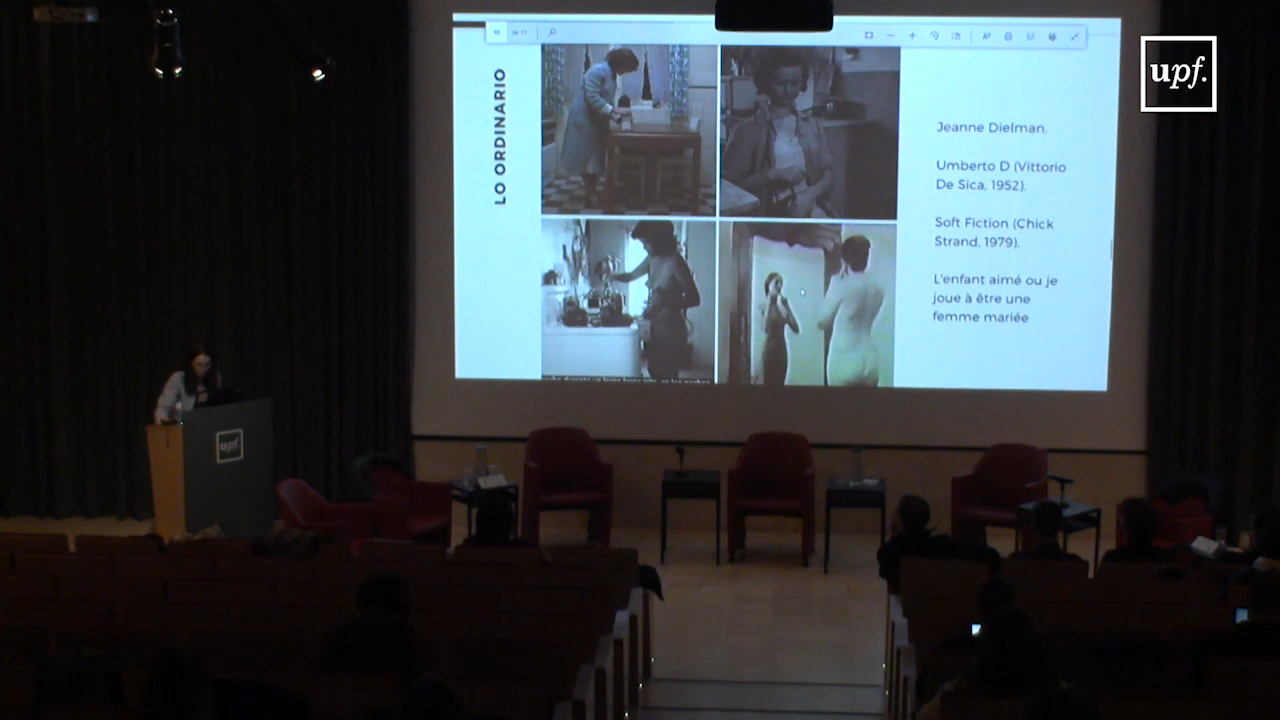 LO ORDINARIO
Jeanne Dielman.
Umberto D (Vittorio
De Sica, 1952).
Soft Fiction (Chick
Strand, 1979).
L'enfant aimé ou je
joue à être une
femme mariée
upf.
upf.